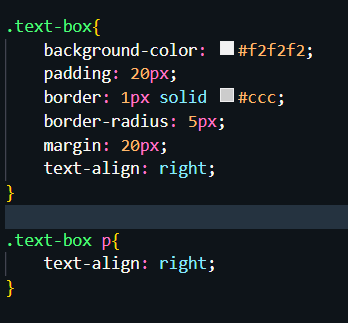 .text-box{
    background-color: #f2f2f2;
    padding: 20px;
    border: 1px solid #ccc;
    border-radius: 5px;
    margin: 20px;
    text-align: right;
}
.text-box p{
    text-align: right;
}